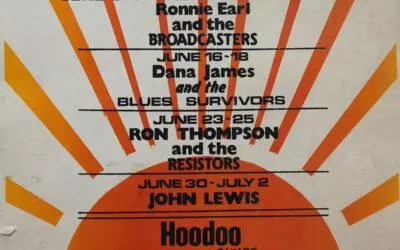 Ronnie Earl
and the
BROADCASTERS
JUNE 16-18
Dana James
and the
BLUES SURVIVORS
JUNE 23-25
RON THOMPSON
and the
RESISTORS
JUNE 30-JULY 2
JOHN LEWIS
Hoodoo